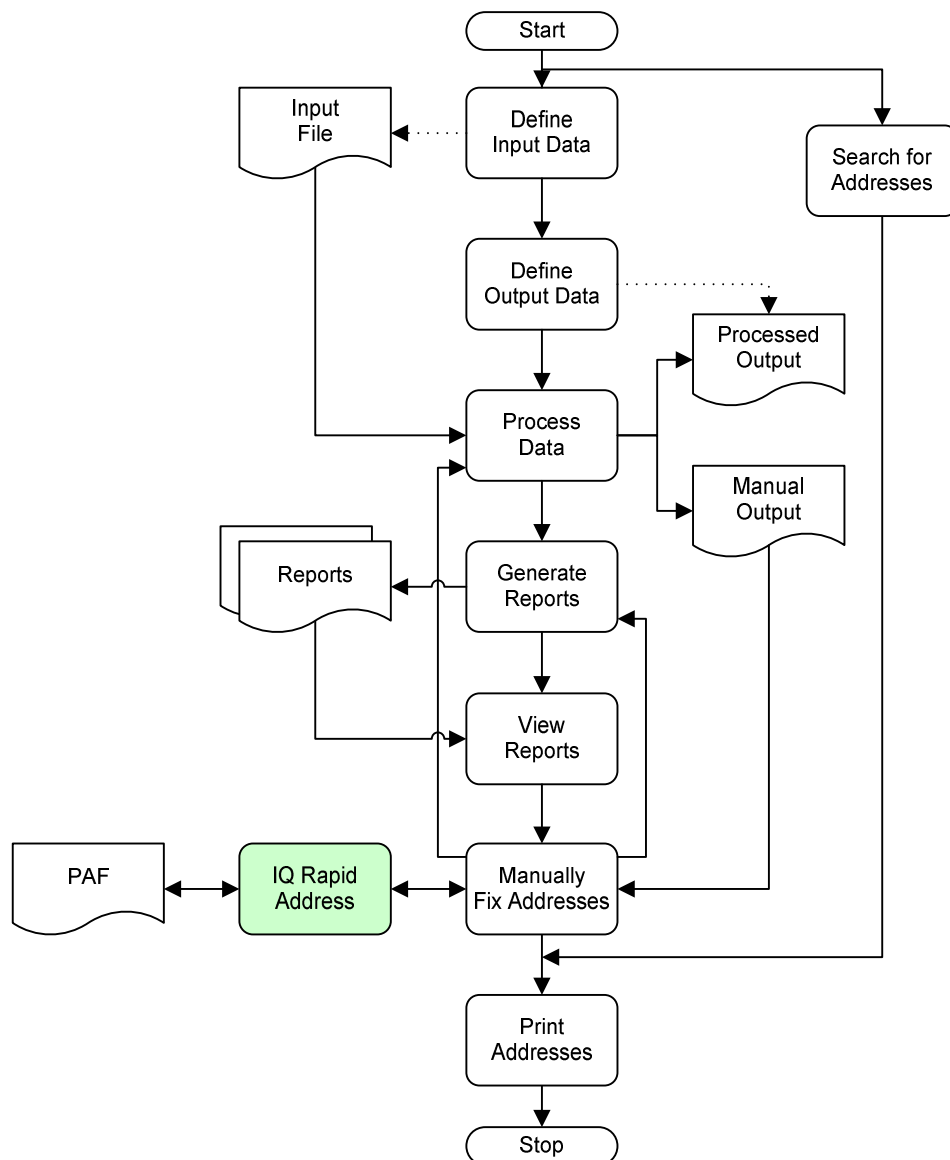 Start
Input
File
Define
Input Data
Search for
Addresses
Define
Output Data
Processed
Output
Process
Data
Manual
Output
Reports
Generate
Reports
View
Reports
PAF
IQ Rapid
Address
Manually
Fix Addresses
Print
Addresses
Stop